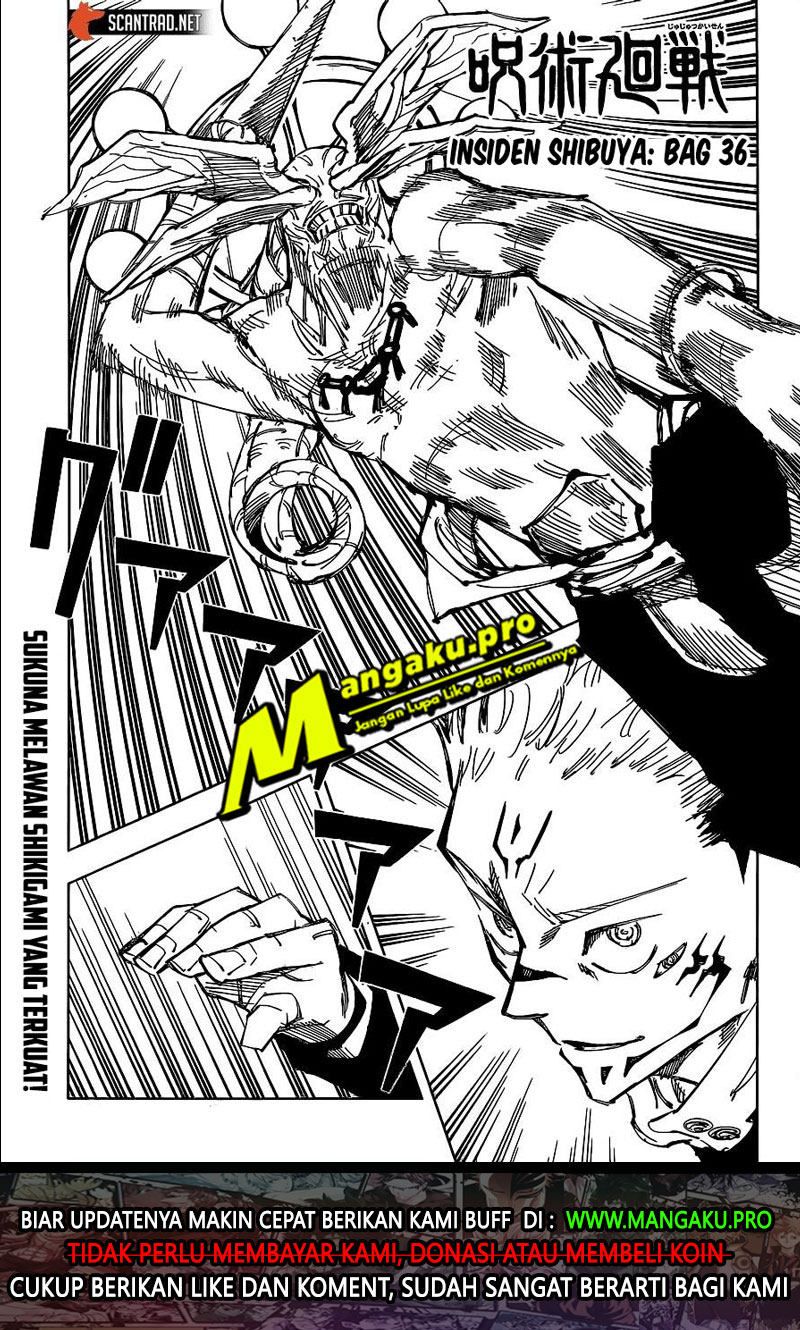 SCANTRAD.NET
じゅじゅつかいせん
呪術廻戦
INSIDEN SHIBUYA: BAG 36
グァァァァァ
SUKUNA MELAWAN SHIKIGAMI YANG TERKUAT!
Mangaku.pro
Jangan Lupa Like dan Komennya
BIAR UPDATENYA MAKIN CEPAT BERIKAN KAMI BUFF DI : WWW.MANGAKU.PRO
TIDAK PERLU MEMBAYAR KAMI, DONASI ATAU MEMBELI KOIN
CUKUP BERIKAN LIKE DAN KOMENT, SUDAH SANGAT BERARTI BAGI KAMI